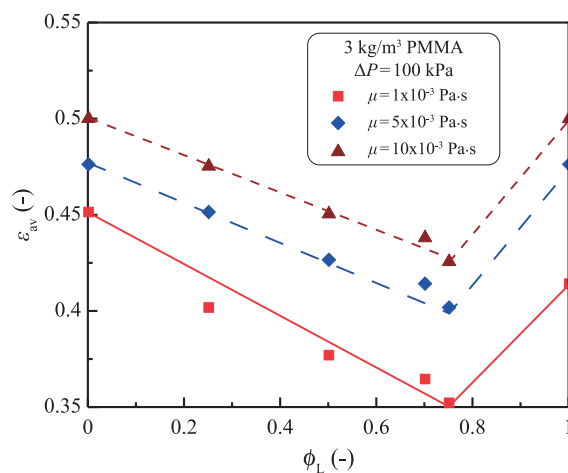 0.55
0.5
0.45
0.4
0.35
ε_av (-)
3 kg/m³ PMMA
ΔP=100 kPa
μ=1x10⁻³ Pa·s
μ=5x10⁻³ Pa·s
μ=10x10⁻³ Pa·s
0 0.2 0.4 0.6 0.8 1
ϕ_L (-)